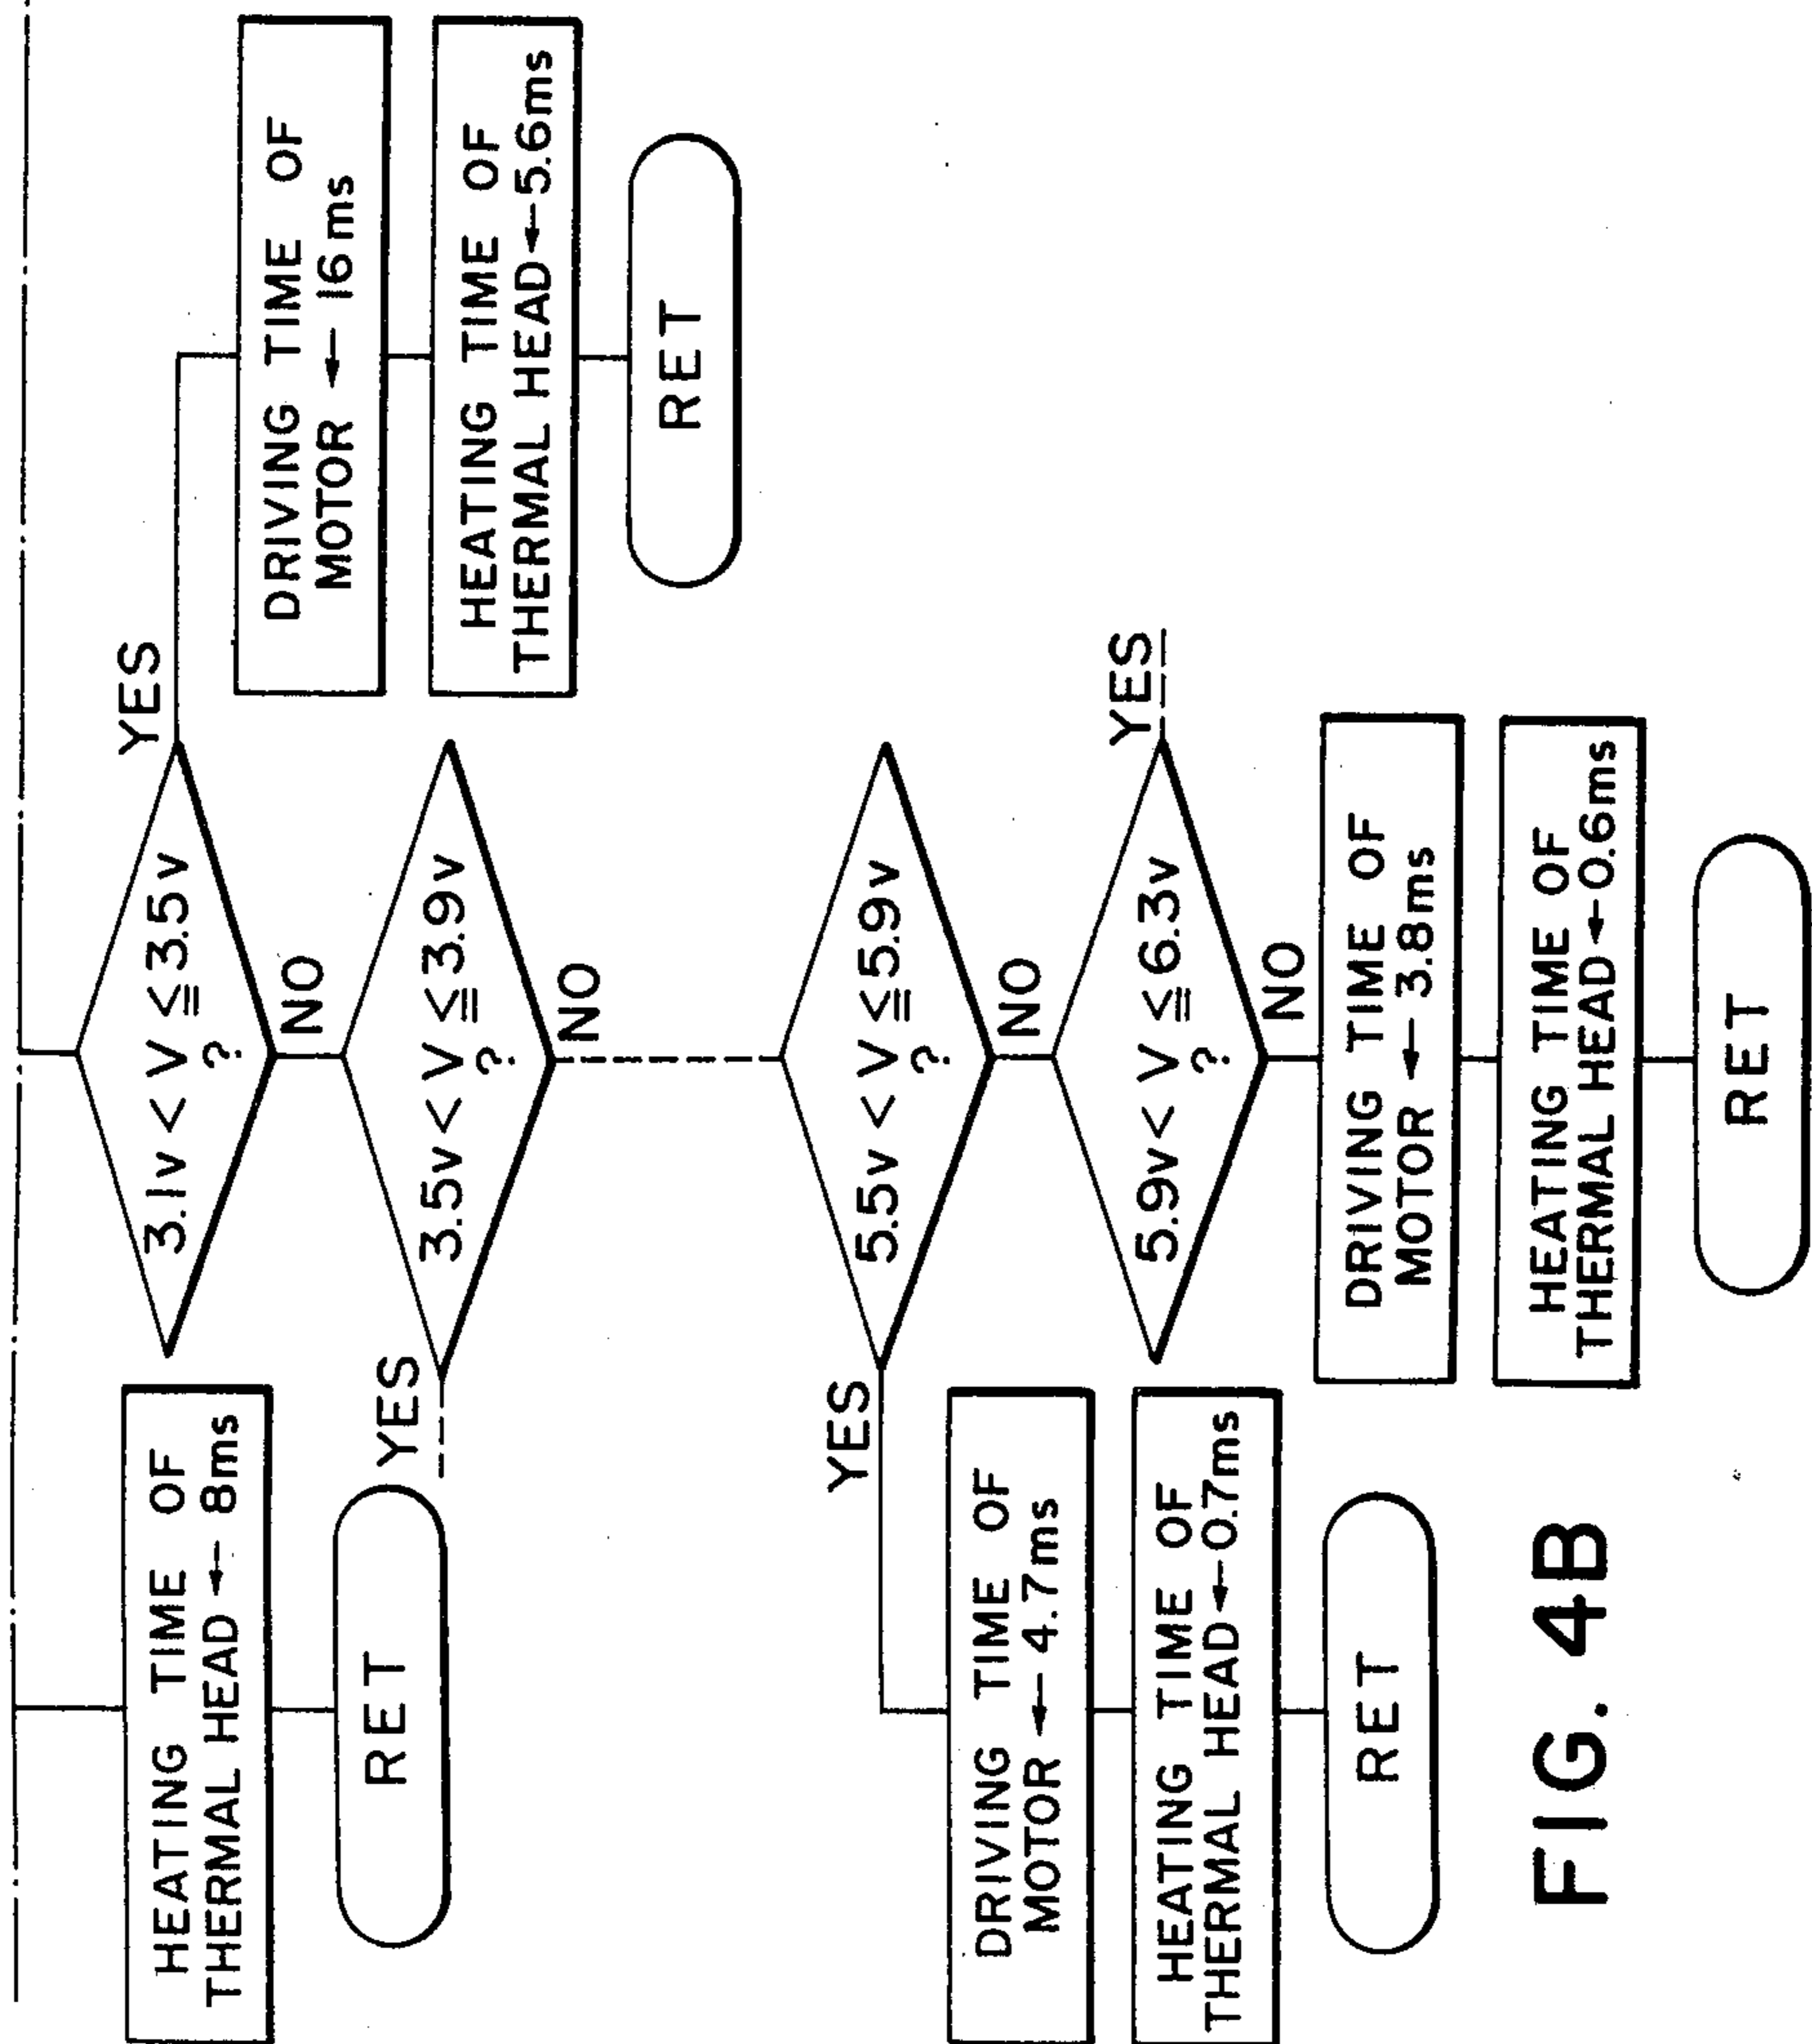 HEATING TIME OF
THERMAL HEAD ← 8ms
RET
3.1v < V ≦ 3.5v
?
YES
NO
DRIVING TIME OF
MOTOR ← 16ms
HEATING TIME OF
THERMAL HEAD ← 5.6ms
RET
YES
3.5v < V ≦ 3.9v
?
NO
YES
5.5v < V ≦ 5.9v
?
NO
DRIVING TIME OF
MOTOR ← 4.7ms
HEATING TIME OF
THERMAL HEAD ← 0.7ms
RET
5.9v < V ≦ 6.3v
?
YES
NO
DRIVING TIME OF
MOTOR ← 3.8ms
HEATING TIME OF
THERMAL HEAD ← 0.6ms
RET
FIG. 4B